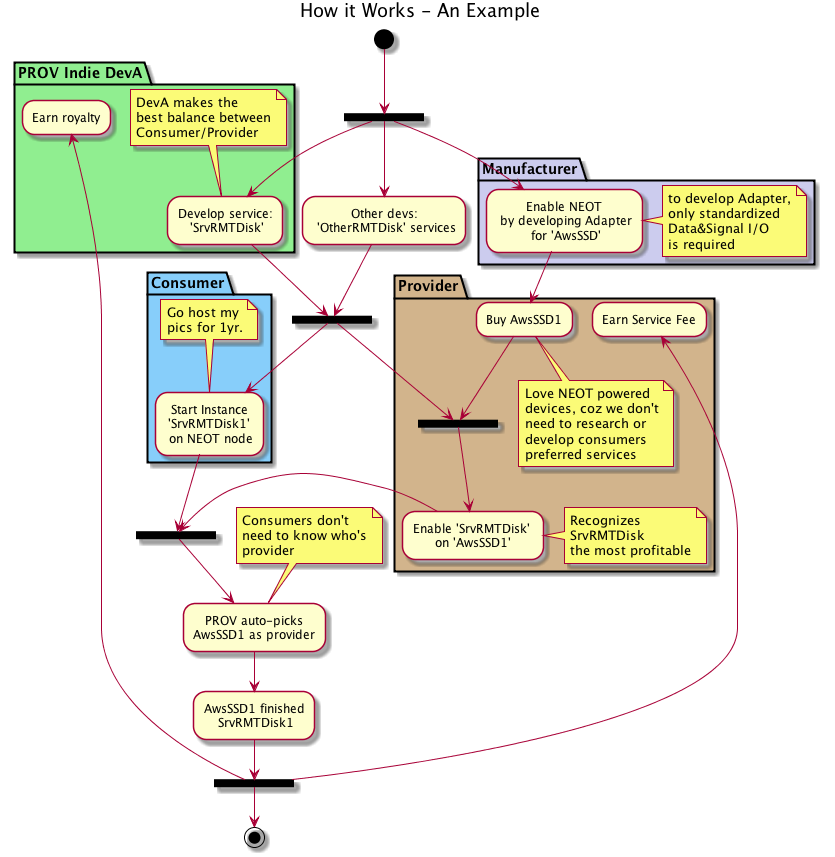 How it Works - An Example
PROV Indie DevA
Earn royalty
DevA makes the
best balance between
Consumer/Provider
Develop service:
'SrvRMTDisk'
Other devs:
'OtherRMTDisk' services
Manufacturer
Enable NEOT
by developing Adapter
for 'AwsSSD'
to develop Adapter,
only standardized
Data&Signal I/O
is required
Consumer
Go host my
pics for 1yr.
Start Instance
'SrvRMTDisk1'
on NEOT node
Provider
Buy AwsSSD1
Earn Service Fee
Love NEOT powered
devices, coz we don't
need to research or
develop consumers
preferred services
Enable 'SrvRMTDisk'
on 'AwsSSD1'
Recognizes
SrvRMTDisk
the most profitable
Consumers don't
need to know who's
provider
PROV auto-picks
AwsSSD1 as provider
AwsSSD1 finished
SrvRMTDisk1